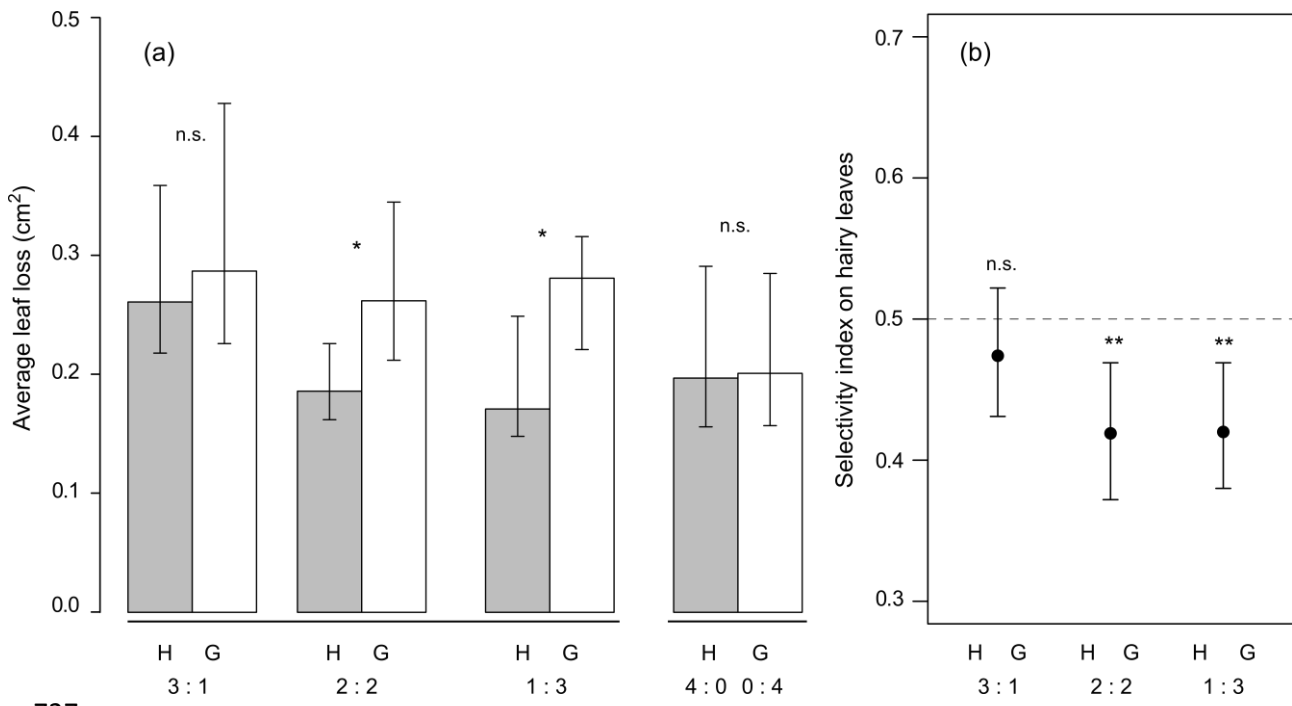 (a)
Average leaf loss (cm²)
0.5
0.4
0.3
0.2
0.1
0.0
n.s.
*
*
n.s.
H G
3 : 1
H G
2 : 2
H G
1 : 3
H G
4 : 0 0 : 4
(b)
Selectivity index on hairy leaves
0.7
0.6
0.5
0.4
0.3
n.s.
**
**
H G
3 : 1
H G
2 : 2
H G
1 : 3